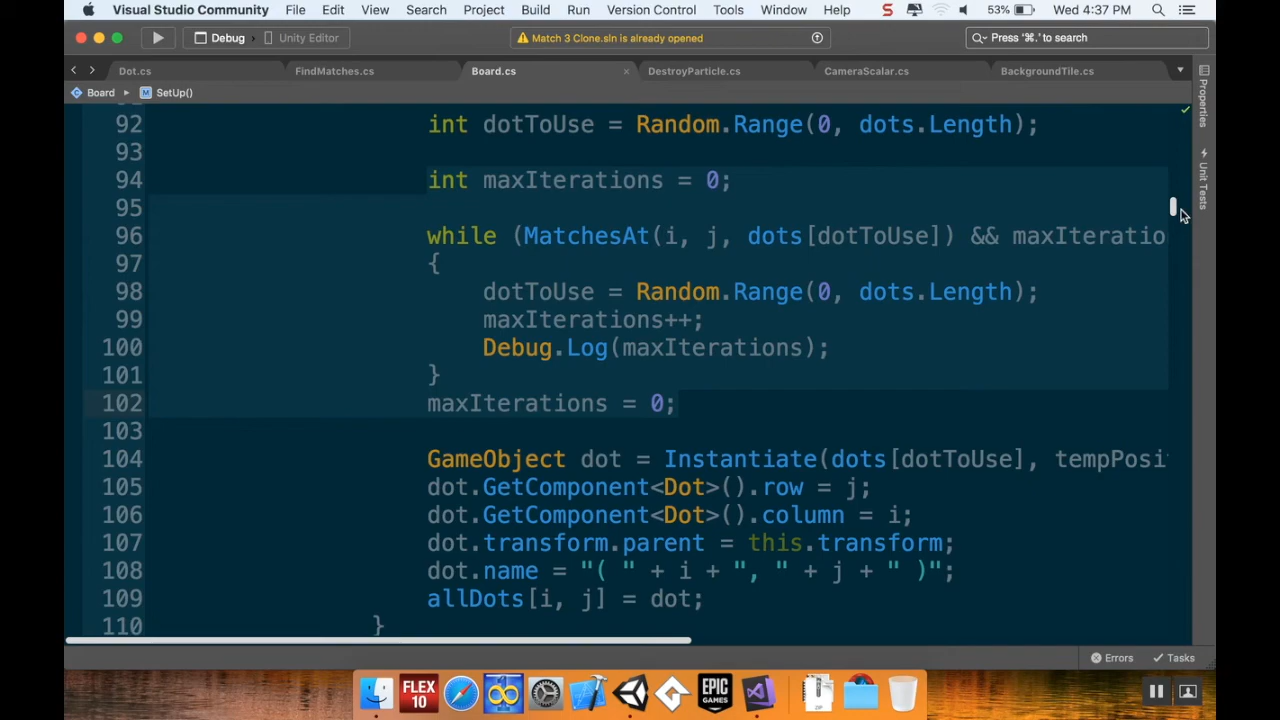 Visual Studio Community File Edit View Search Project Build Run Version Control Tools Window Help S 53% Wed 4:37 PM
Debug Unity Editor Match 3 Clone.sln is already opened Press '⌘.' to search
Dot.cs FindMatches.cs Board.cs × DestroyParticle.cs CameraScalar.cs BackgroundTile.cs
C Board ▸ M SetUp()
Properties
Unit Tests
92 int dotToUse = Random.Range(0, dots.Length);
93
94 int maxIterations = 0;
95
96 while (MatchesAt(i, j, dots[dotToUse]) && maxIteratio
97 {
98 dotToUse = Random.Range(0, dots.Length);
99 maxIterations++;
100 Debug.Log(maxIterations);
101 }
102 maxIterations = 0;
103
104 GameObject dot = Instantiate(dots[dotToUse], tempPosi
105 dot.GetComponent<Dot>().row = j;
106 dot.GetComponent<Dot>().column = i;
107 dot.transform.parent = this.transform;
108 dot.name = "( " + i + ", " + j + " )";
109 allDots[i, j] = dot;
110 }
Errors Tasks
FLEX 10 EPIC GAMES ZIP